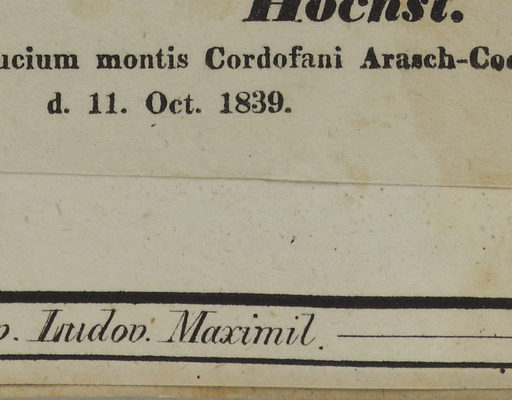 Hochst.
ucium montis Cordofani Arasch-Coo
d. 11. Oct. 1839.
p. Ludov. Maximil.